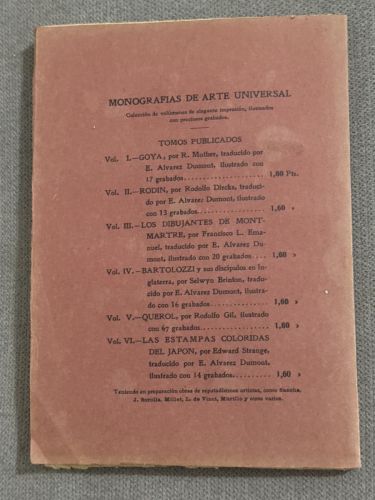 MONOGRAFIAS DE ARTE UNIVERSAL
Colección de volúmenes de elegante impresión, ilustrados
con preciosos grabados.
TOMOS PUBLICADOS
Vol. I.—GOYA, por R. Muther, traducido por
E. Alvarez Dumont, ilustrado con
17 grabados........................ 1,60 Pts.
Vol. II.—RODIN, por Rodolfo Dircks, traduci-
do por E. Alvarez Dumont, ilustrado
con 13 grabados.................. 1,60 »
Vol. III.—LOS DIBUJANTES DE MONT-
MARTRE, por Francisco L. Ema-
nuel, traducido por E. Alvarez Du-
mont, ilustrado con 20 grabados.... 1,60 »
Vol. IV.—BARTOLOZZI y sus discípulos en In-
glaterra, por Selwyn Brinton, tradu-
cido por E. Alvarez Dumont, ilustra-
do con 16 grabados............... 1,60 »
Vol. V.—QUEROL, por Rodolfo Gil, ilustrado
con 67 grabados.................. 1,60 »
Vol. VI.—LAS ESTAMPAS COLORIDAS
DEL JAPON, por Edward Strange,
traducido por E. Alvarez Dumont,
ilustrado con 14 grabados.......... 1,60 »
Teniendo en preparación obras de reputadísimos artistas, como Sancha,
J. Sorolla, Millet, L. de Vinci, Murillo y otros varios.